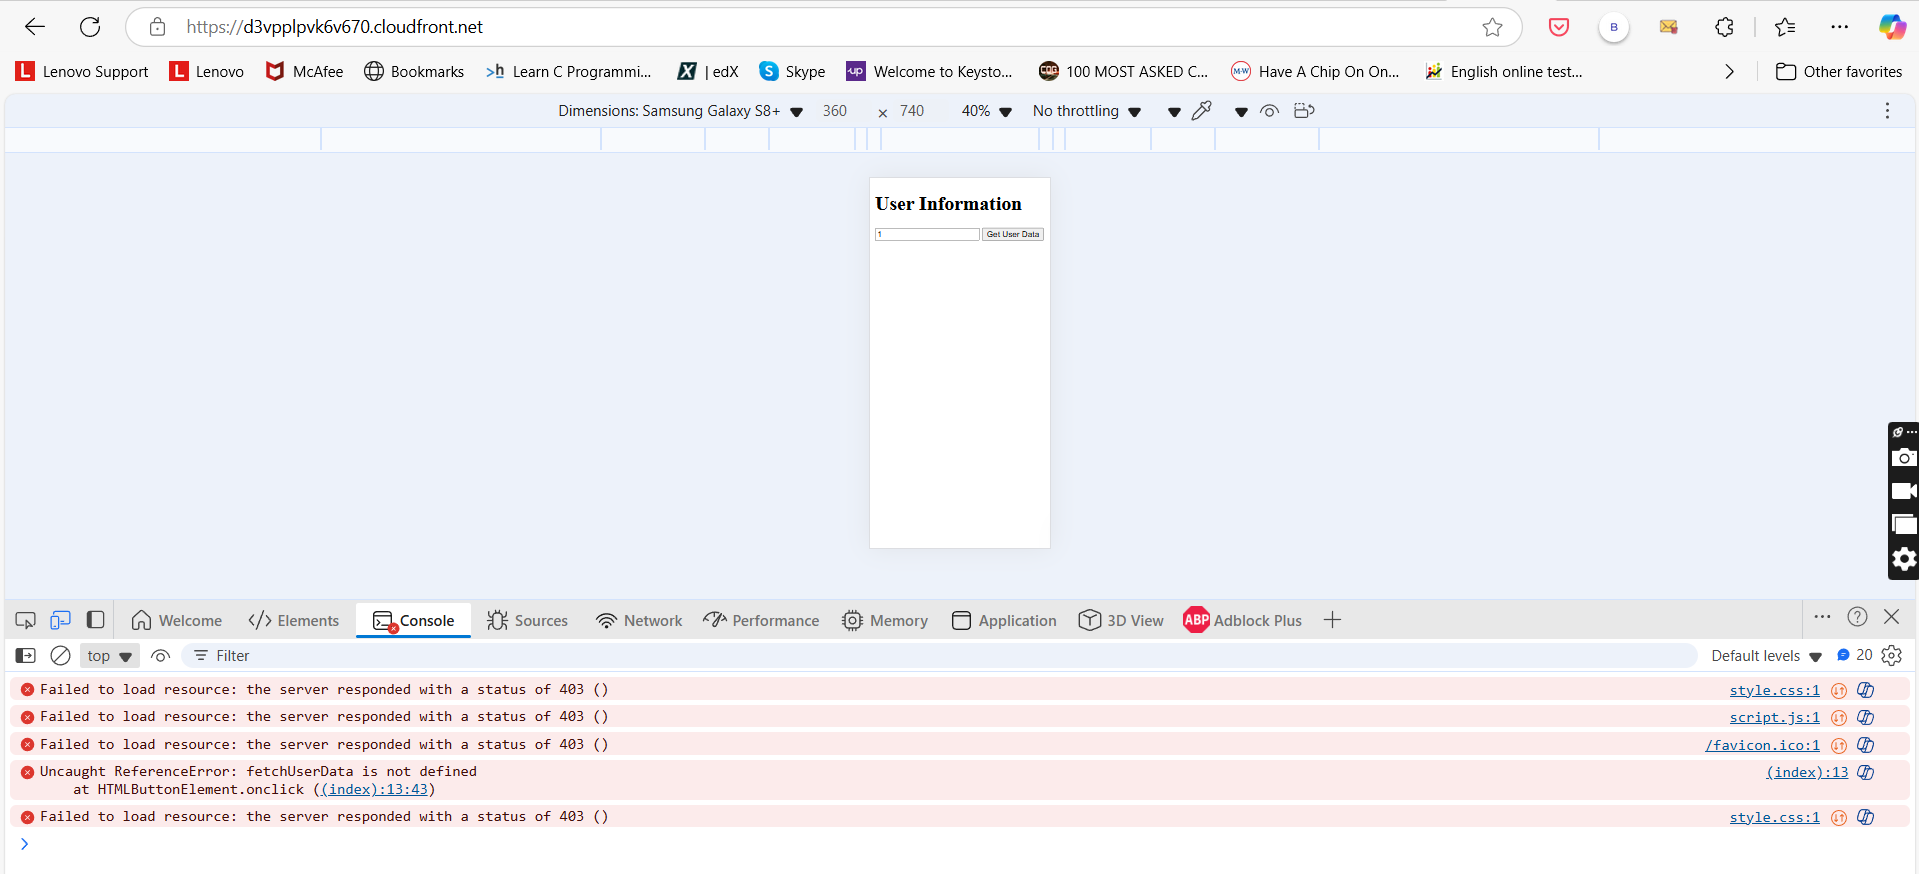 https://d3vpplpvk6v670.cloudfront.net
B
Lenovo Support Lenovo McAfee Bookmarks >h Learn C Programmi... | edX Skype up Welcome to Keysto... 100 MOST ASKED C... M-W Have A Chip On On... English online test... Other favorites
Dimensions: Samsung Galaxy S8+ 360 × 740 40% No throttling
User Information
1 Get User Data
Welcome Elements Console Sources Network Performance Memory Application 3D View ABP Adblock Plus
top Filter Default levels 20
Failed to load resource: the server responded with a status of 403 () style.css:1
Failed to load resource: the server responded with a status of 403 () script.js:1
Failed to load resource: the server responded with a status of 403 () /favicon.ico:1
Uncaught ReferenceError: fetchUserData is not defined (index):13
at HTMLButtonElement.onclick ((index):13:43)
Failed to load resource: the server responded with a status of 403 () style.css:1